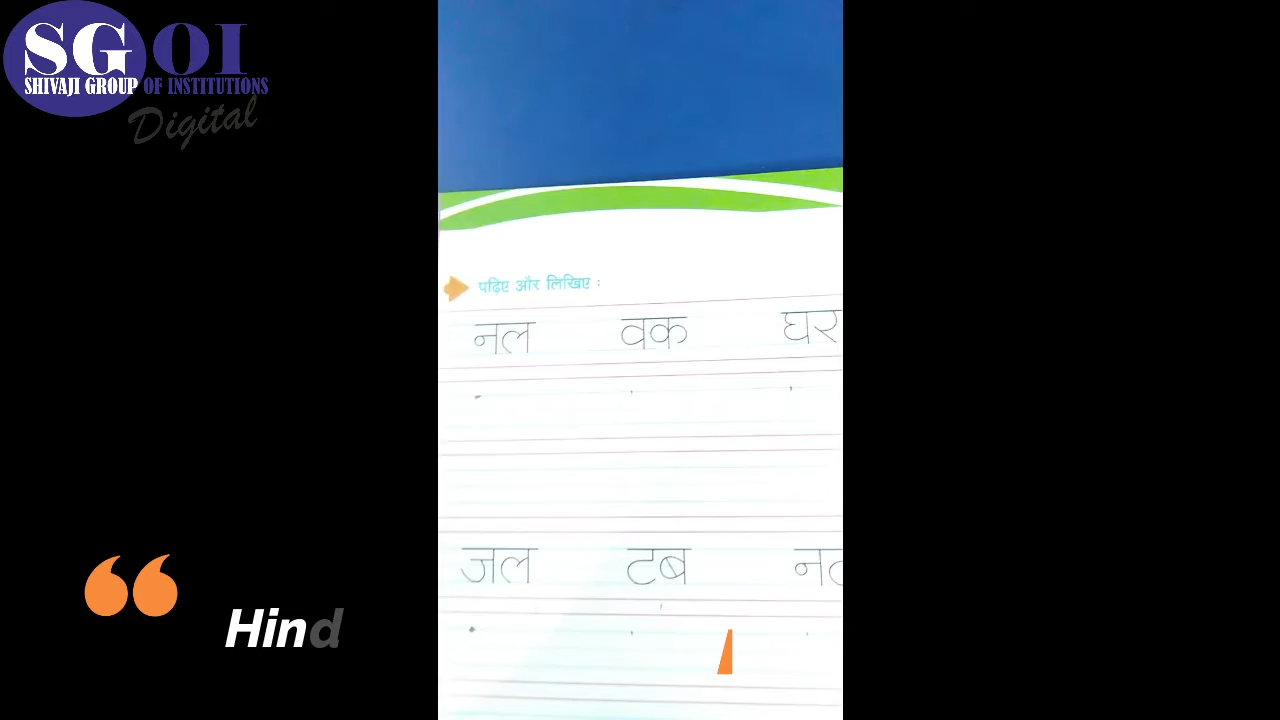 SGOI
SHIVAJI GROUP OF INSTITUTIONS
Digital
पढ़िए और लिखिए :
नल वक घर
जल टब
Hind